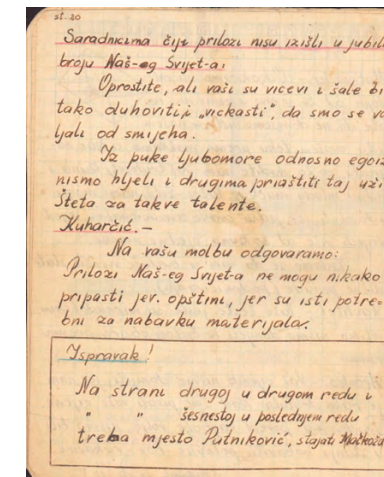 st. 20
Saradnicima čiji prilozi nisu izišli u jubil
broju Naš-eg Svijet-a:
Oprostite, ali vaši su vicevi i šale bi
tako duhoviti i „vickasti", da smo se va
ljali od smijeha.
Iz puke ljubomore odnosno egoiz
nismo htjeli i drugima priaštiti taj uži
Šteta za takve talente.
Kuharčić. —
Na vašu molbu odgovaramo:
Prilozi Naš-eg Svijet-a ne mogu nikako
pripasti jev. opštini, jer su isti potre-
bni za nabavku materijala.
Ispravak!
Na strani drugoj u drugom redu i
" " šesnestoj u poslednjem redu
treba mjesto Putniković, stajati